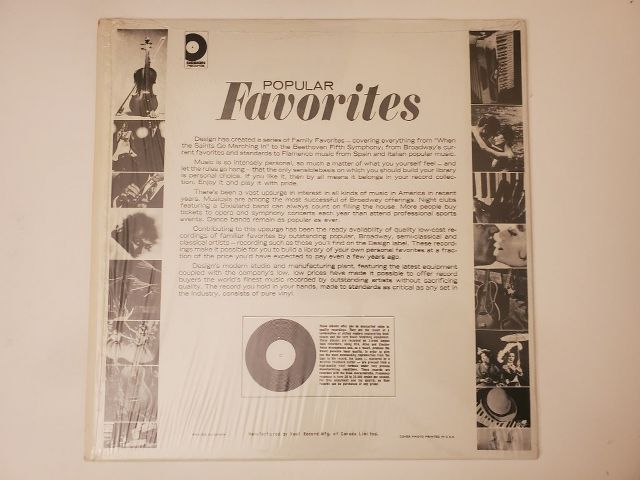 DESIGN
RECORDS
POPULAR
Favorites
Design has created a series of Family Favorites — covering everything from "When
the Saints Go Marching In" to the Beethoven Fifth Symphony; from Broadway's cur-
rent favorites and standards to Flamenco music from Spain and Italian popular music.
Music is so intensely personal, so much a matter of what you yourself feel — and
let the rules go hang — that the only sensible basis on which you should build your library
is personal choice. If you like it, then by all means it belongs in your record collec-
tion. Enjoy it and play it with pride.
There's been a vast upsurge in interest in all kinds of music in America in recent
years. Musicals are among the most successful of Broadway offerings. Night clubs
featuring a Dixieland band can always count on filling the house. More people buy
tickets to opera and symphony concerts each year than attend professional sports
events. Dance bands remain as popular as ever.
Contributing to this upsurge has been the ready availability of quality low-cost re-
cordings of familiar favorites by outstanding popular, Broadway, semi-classical and
classical artists — recording such as those you'll find on the Design label. These record-
ings make it possible for you to build a library of your own personal favorites at a frac-
tion of the price you'd have expected to pay even a few years ago.
Design's modern studio and manufacturing plant, featuring the latest equipment
coupled with the company's low, low prices have made it possible to offer record
buyers the world's finest music recorded by outstanding artists without sacrificing
quality. The record you hold in your hands, made to standards as critical as any set in
the industry, consists of pure vinyl.
Manufactured by Keel Record Mfg. of Canada Limited.
COVER PHOTO PRINTED IN U.S.A.